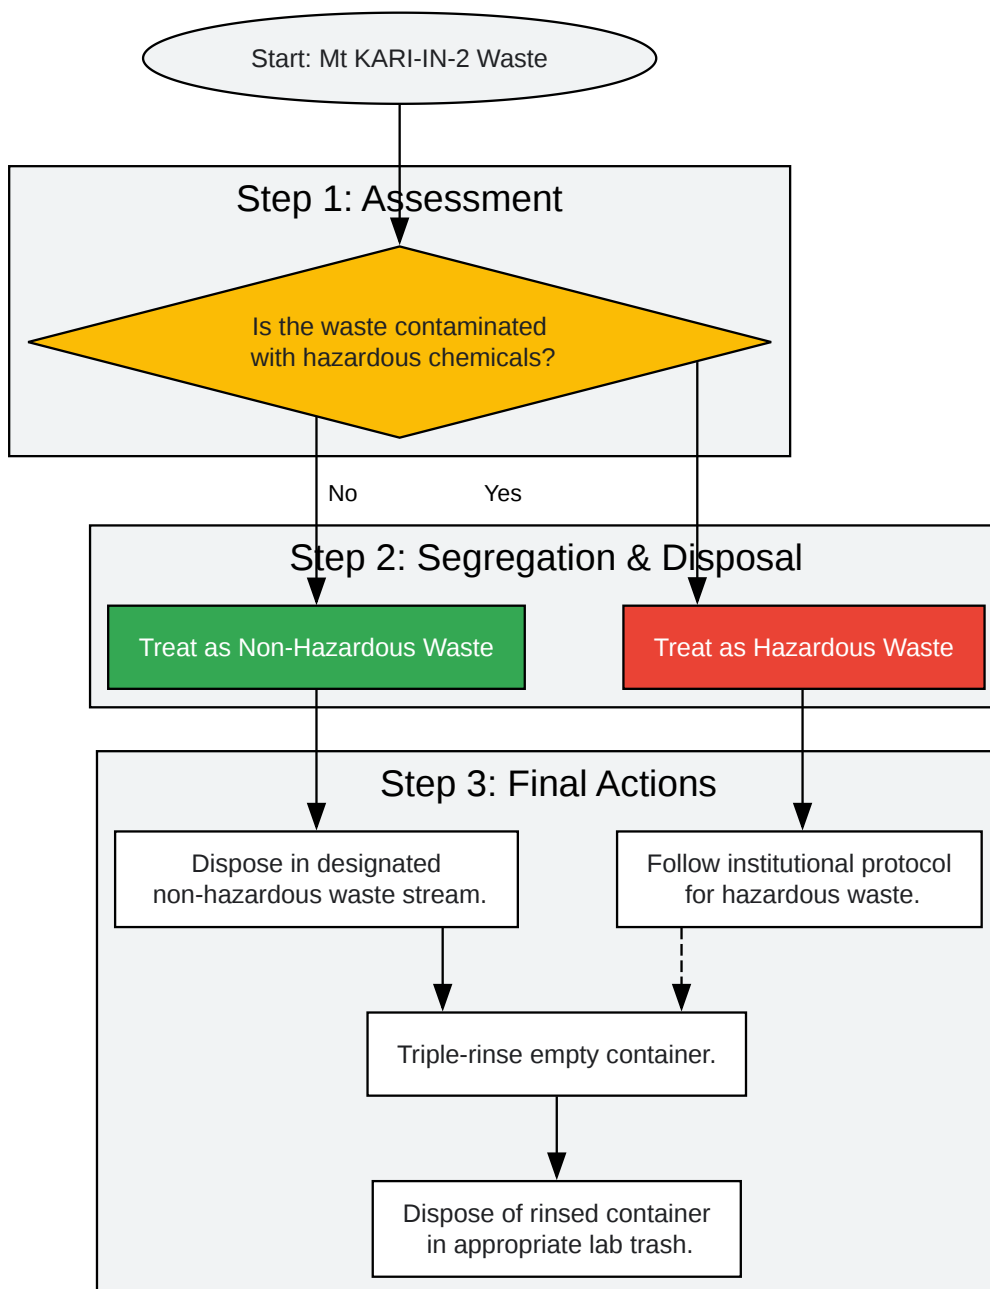 Start: Mt KARI-IN-2 Waste
Step 1: Assessment
Is the waste contaminated
with hazardous chemicals?
No
Yes
Step 2: Segregation & Disposal
Treat as Non-Hazardous Waste
Treat as Hazardous Waste
Step 3: Final Actions
Dispose in designated
non-hazardous waste stream.
Follow institutional protocol
for hazardous waste.
Triple-rinse empty container.
Dispose of rinsed container
in appropriate lab trash.